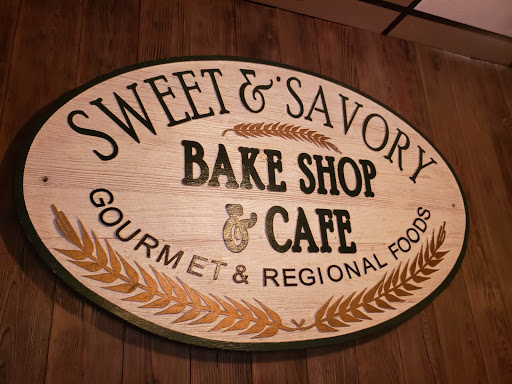 SWEET & SAVORY
BAKE SHOP
& CAFE
GOURMET & REGIONAL FOODS